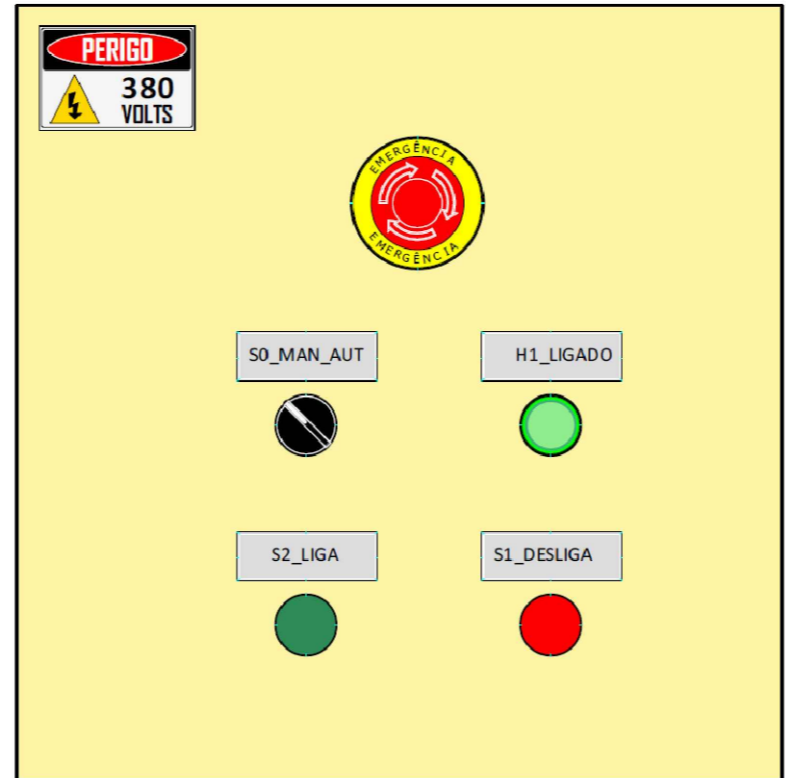 PERIGO
380
VOLTS
EMERGÊNCIA
EMERGÊNCIA
S0_MAN_AUT
H1_LIGADO
S2_LIGA
S1_DESLIGA